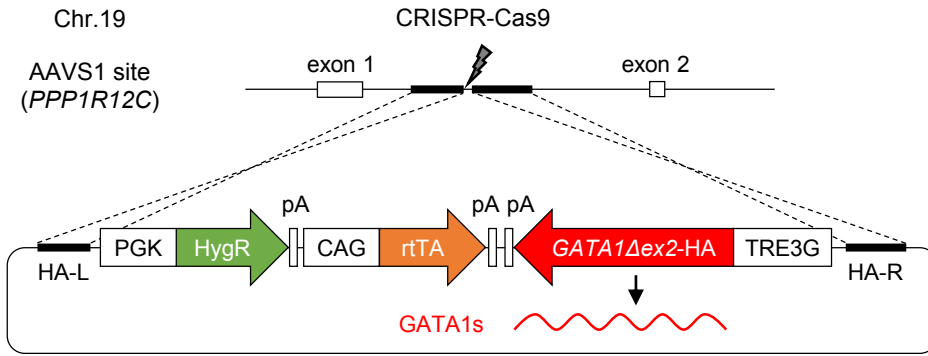 Chr.19
CRISPR-Cas9
AAVS1 site
(PPP1R12C)
exon 1
exon 2
pA
pA
pA
PGK
HygR
CAG
rtTA
GATA1Δex2-HA
TRE3G
HA-L
HA-R
GATA1s